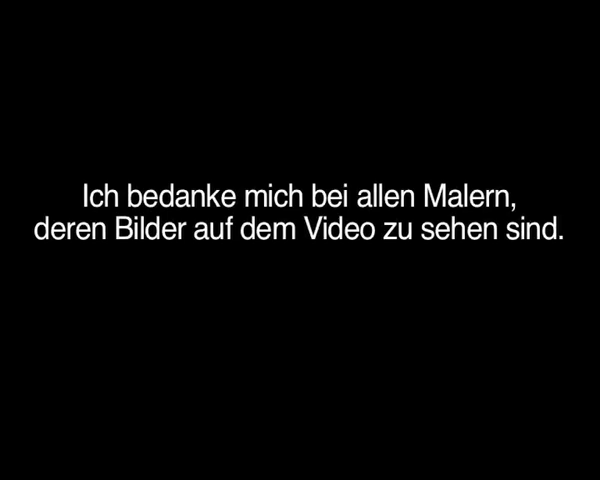 Ich bedanke mich bei allen Malern,
deren Bilder auf dem Video zu sehen sind.